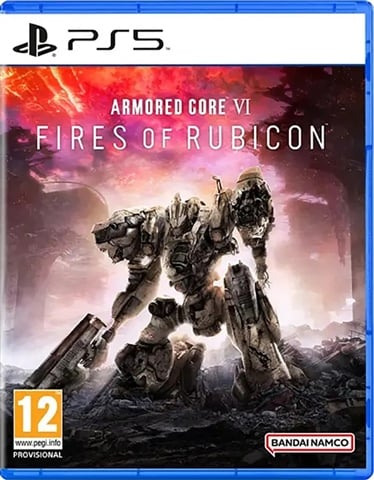 PS5
ARMORED CORE VI
FIRES OF RUBICON
12
www.pegi.info
PROVISIONAL
BANDAI NAMCO